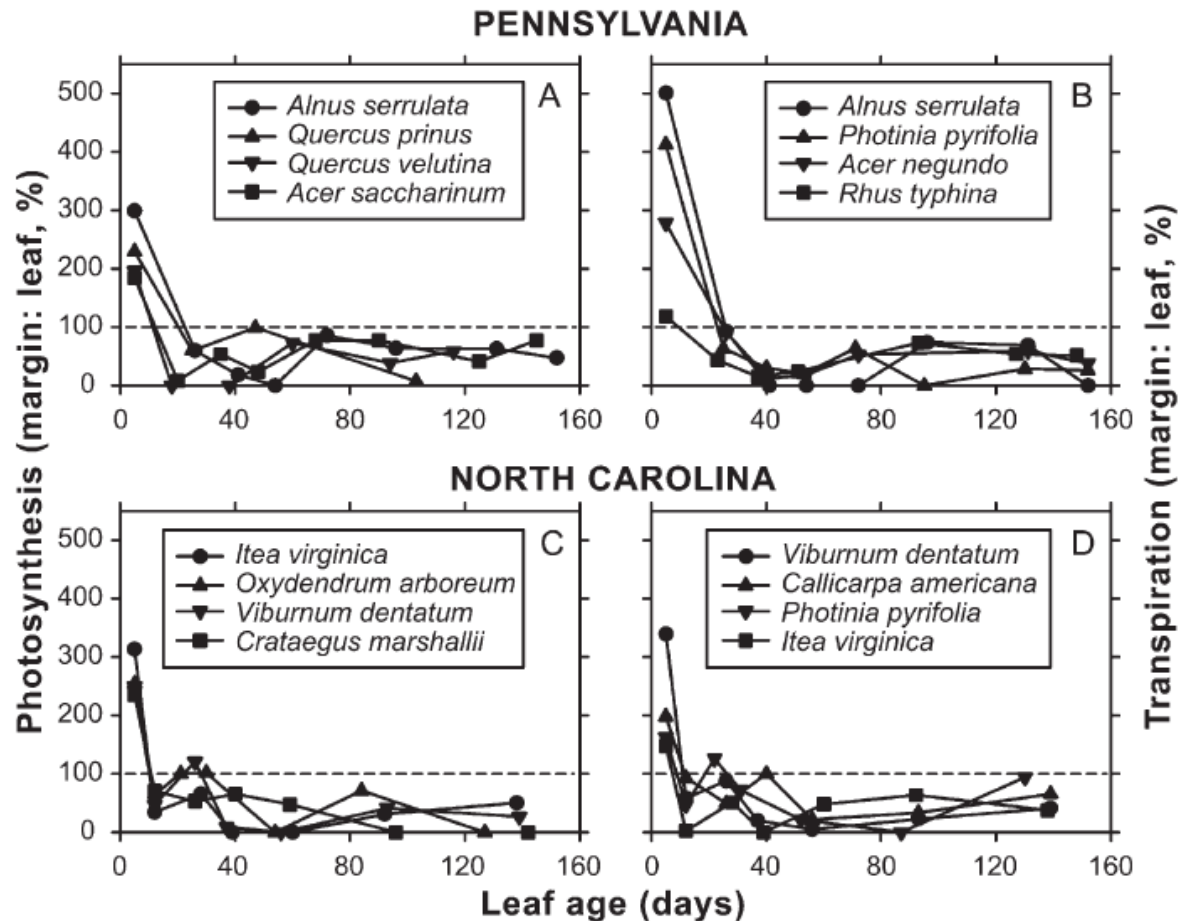 PENNSYLVANIA
A
Alnus serrulata
Quercus prinus
Quercus velutina
Acer saccharinum
500
400
300
200
100
0
0 40 80 120 160
B
Alnus serrulata
Photinia pyrifolia
Acer negundo
Rhus typhina
0 40 80 120 160
NORTH CAROLINA
C
Itea virginica
Oxydendrum arboreum
Viburnum dentatum
Crataegus marshallii
500
400
300
200
100
0
0 40 80 120 160
D
Viburnum dentatum
Callicarpa americana
Photinia pyrifolia
Itea virginica
0 40 80 120 160
Photosynthesis (margin: leaf, %)
Transpiration (margin: leaf, %)
Leaf age (days)